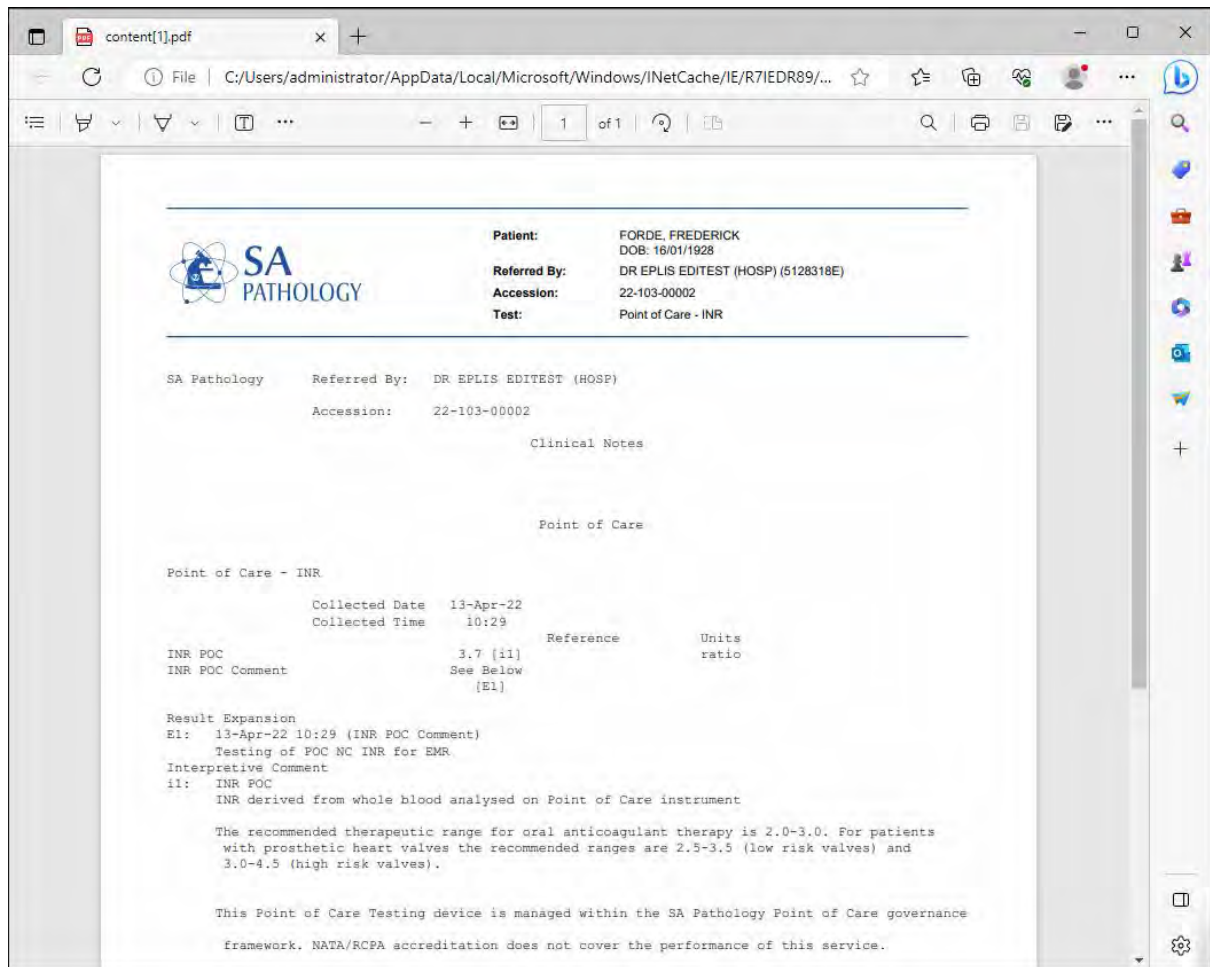 content[1].pdf
File | C:/Users/administrator/AppData/Local/Microsoft/Windows/INetCache/IE/R7IEDR89/...
1 of 1
SA
PATHOLOGY
Patient: FORDE, FREDERICK
DOB: 16/01/1928
Referred By: DR EPLIS EDITEST (HOSP) (5128318E)
Accession: 22-103-00002
Test: Point of Care - INR
SA Pathology Referred By: DR EPLIS EDITEST (HOSP)
Accession: 22-103-00002
Clinical Notes
Point of Care
Point of Care - INR
Collected Date 13-Apr-22
Collected Time 10:29
Reference Units
INR POC 3.7 [i1] ratio
INR POC Comment See Below
[E1]
Result Expansion
E1: 13-Apr-22 10:29 (INR POC Comment)
Testing of POC NC INR for EMR
Interpretive Comment
i1: INR POC
INR derived from whole blood analysed on Point of Care instrument
The recommended therapeutic range for oral anticoagulant therapy is 2.0-3.0. For patients
with prosthetic heart valves the recommended ranges are 2.5-3.5 (low risk valves) and
3.0-4.5 (high risk valves).
This Point of Care Testing device is managed within the SA Pathology Point of Care governance
framework. NATA/RCPA accreditation does not cover the performance of this service.